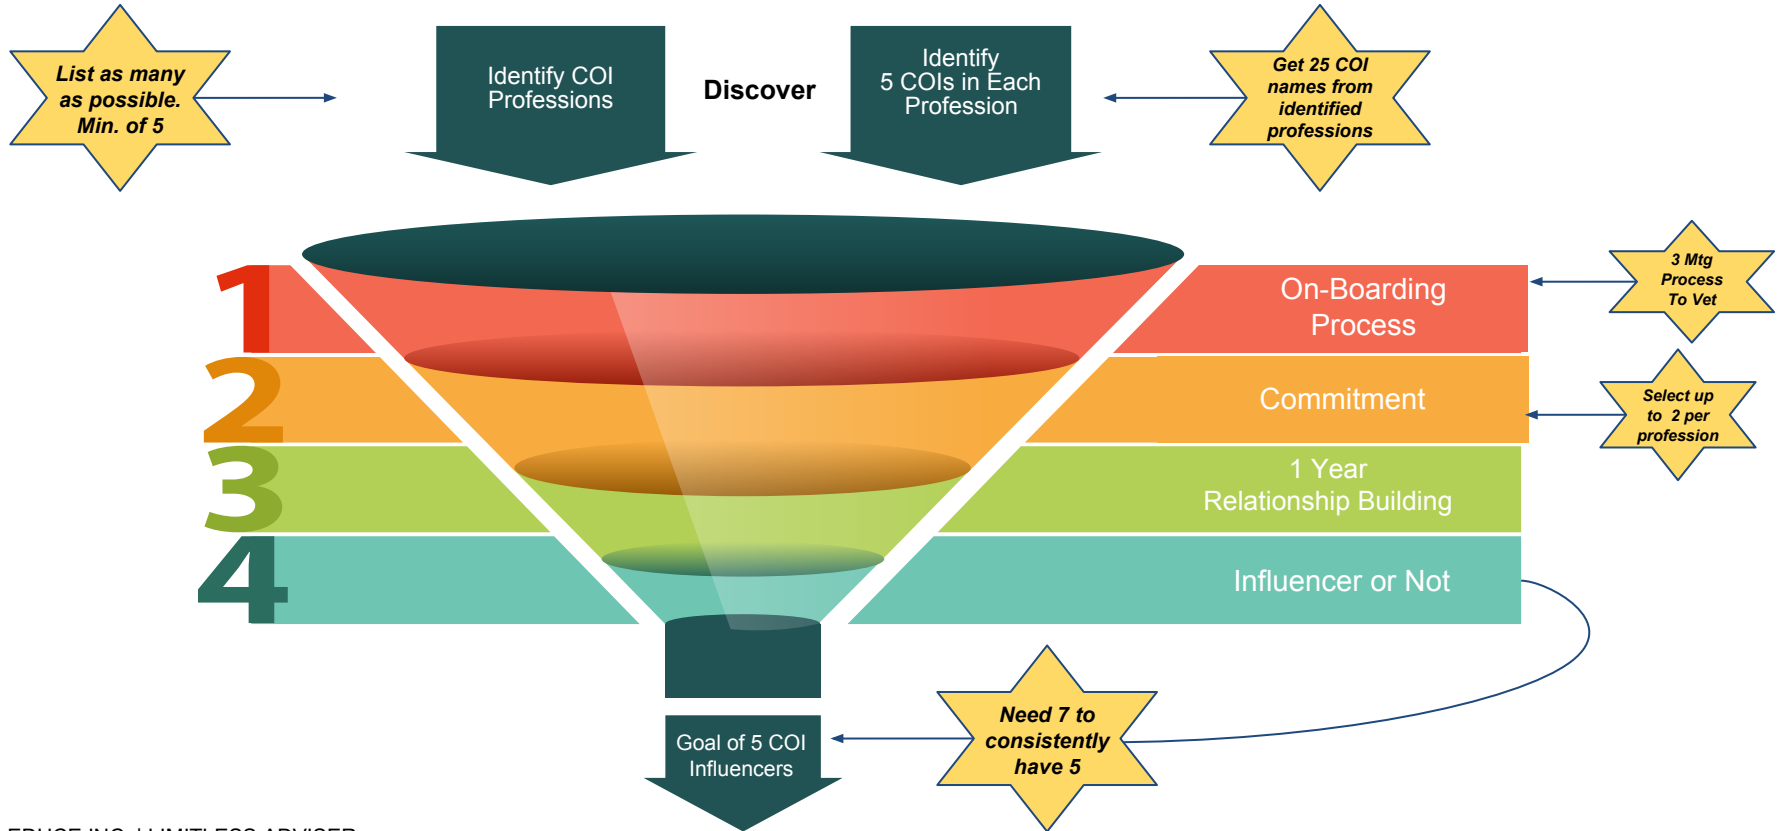 List as many
as possible.
Min. of 5
Identify COI
Professions
Discover
Identify
5 COIs in Each
Profession
Get 25 COI
names from
identified
professions
1
On-Boarding
Process
3 Mtg
Process
To Vet
2
Commitment
Select up
to 2 per
profession
3
1 Year
Relationship Building
4
Influencer or Not
Goal of 5 COI
Influencers
Need 7 to
consistently
have 5